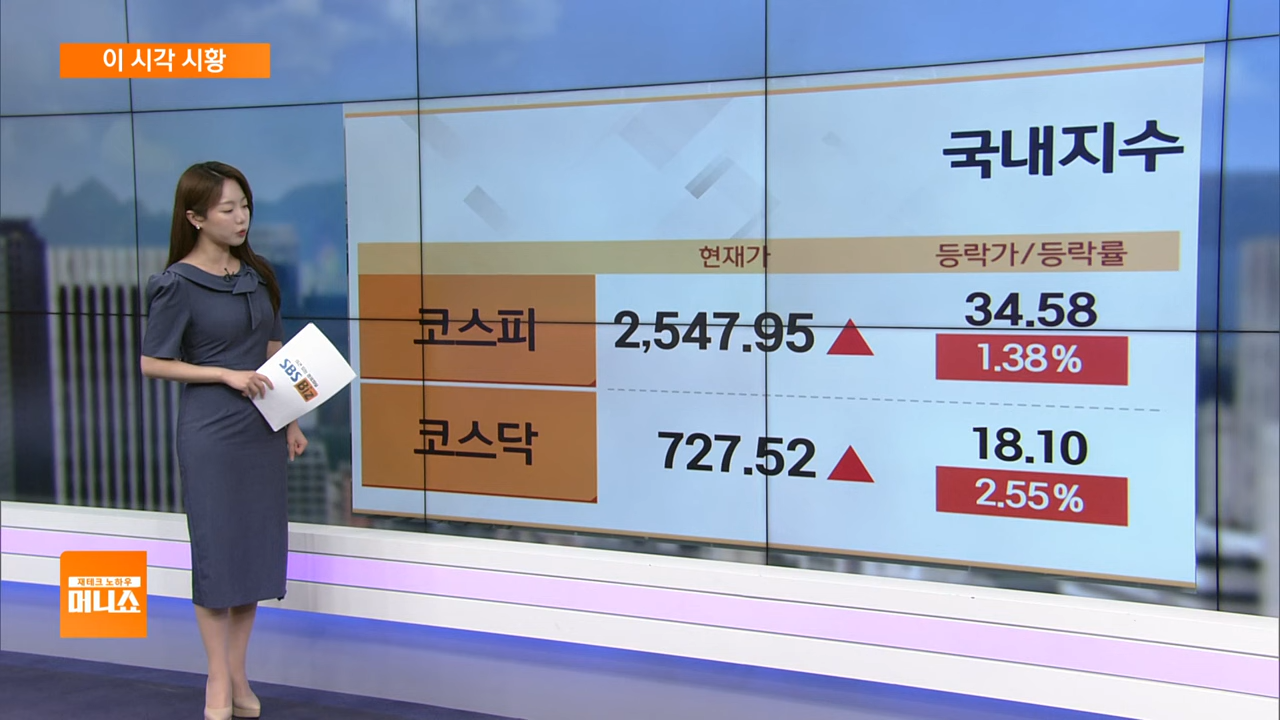 이 시각 시황
국내지수
현재가 등락가/등락률
코스피 2,547.95 ▲ 34.58
1.38%
코스닥 727.52 ▲ 18.10
2.55%
SBS Biz
재테크 노하우
머니쇼